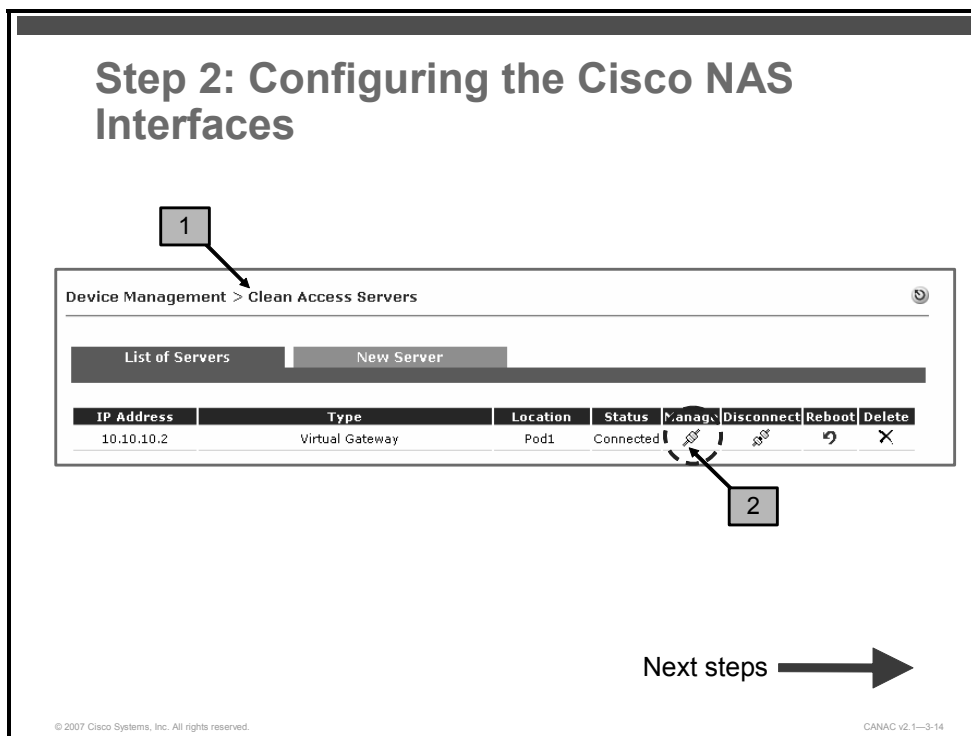 Step 2: Configuring the Cisco NAS
Interfaces
1
Device Management > Clean Access Servers
List of Servers New Server
IP Address Type Location Status Manage Disconnect Reboot Delete
10.10.10.2 Virtual Gateway Pod1 Connected
2
Next steps
© 2007 Cisco Systems, Inc. All rights reserved. CANAC v2.1—3-14